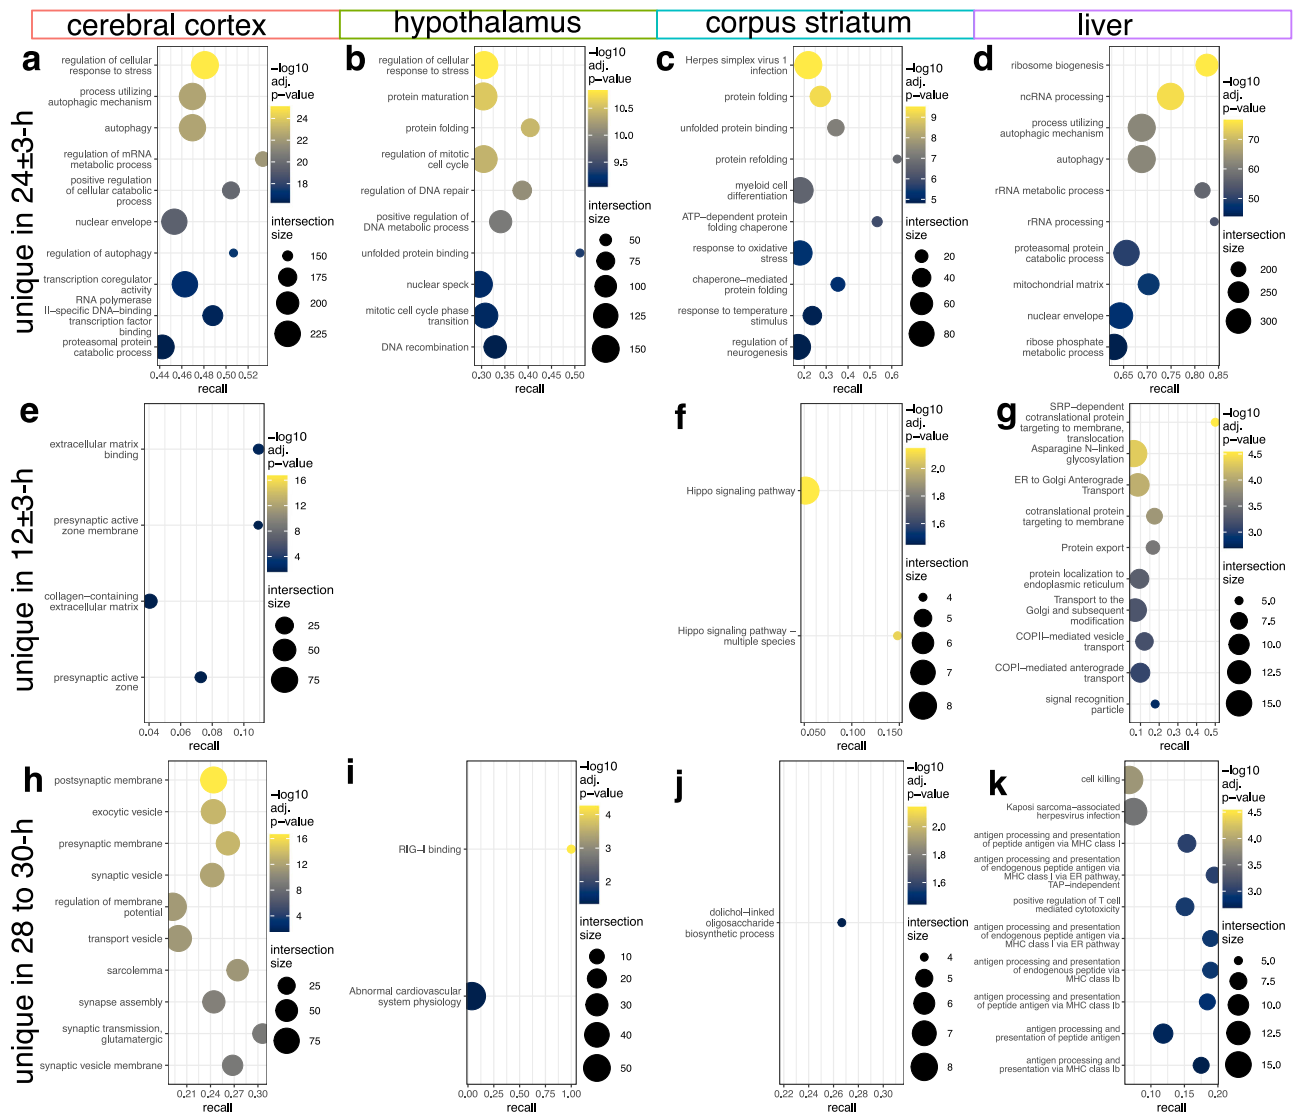 cerebral cortex
hypothalamus
corpus striatum
liver
unique in 24±3-h
a
regulation of cellular
response to stress
process utilizing
autophagic mechanism
autophagy
regulation of mRNA
metabolic process
positive regulation
of cellular catabolic
process
nuclear envelope
regulation of autophagy
transcription coregulator
activity
RNA polymerase
II−specific DNA−binding
transcription factor
binding
proteasomal protein
catabolic process
0.44 0.46 0.48 0.50 0.52
recall
−log10
adj.
p−value
24
22
20
18
intersection
size
150
175
200
225
b
regulation of cellular
response to stress
protein maturation
protein folding
regulation of mitotic
cell cycle
regulation of DNA repair
positive regulation of
DNA metabolic process
unfolded protein binding
nuclear speck
mitotic cell cycle phase
transition
DNA recombination
0.30 0.35 0.40 0.45 0.50
recall
−log10
adj.
p−value
10.5
10.0
9.5
intersection
size
50
75
100
125
150
c
Herpes simplex virus 1
infection
protein folding
unfolded protein binding
protein refolding
myeloid cell
differentiation
ATP−dependent protein
folding chaperone
response to oxidative
stress
chaperone−mediated
protein folding
response to temperature
stimulus
regulation of
neurogenesis
0.2 0.3 0.4 0.5 0.6
recall
−log10
adj.
p−value
9
8
7
6
5
intersection
size
20
40
60
80
d
ribosome biogenesis
ncRNA processing
process utilizing
autophagic mechanism
autophagy
rRNA metabolic process
rRNA processing
proteasomal protein
catabolic process
mitochondrial matrix
nuclear envelope
ribose phosphate
metabolic process
0.65 0.70 0.75 0.80 0.85
recall
−log10
adj.
p−value
70
60
50
intersection
size
200
250
300
unique in 12±3-h
e
extracellular matrix
binding
presynaptic active
zone membrane
collagen−containing
extracellular matrix
presynaptic active
zone
0.04 0.06 0.08 0.10
recall
−log10
adj.
p−value
16
12
8
4
intersection
size
25
50
75
f
Hippo signaling pathway
Hippo signaling pathway −
multiple species
0.050 0.100 0.150
recall
−log10
adj.
p−value
2.0
1.8
1.6
intersection
size
4
5
6
7
8
g
SRP−dependent
cotranslational protein
targeting to membrane,
translocation
Asparagine N−linked
glycosylation
ER to Golgi Anterograde
Transport
cotranslational protein
targeting to membrane
Protein export
protein localization to
endoplasmic reticulum
Transport to the
Golgi and subsequent
modification
COPII−mediated vesicle
transport
COPI−mediated anterograde
transport
signal recognition
particle
0.1 0.2 0.3 0.4 0.5
recall
−log10
adj.
p−value
4.5
4.0
3.5
3.0
intersection
size
5.0
7.5
10.0
12.5
15.0
unique in 28 to 30-h
h
postsynaptic membrane
exocytic vesicle
presynaptic membrane
synaptic vesicle
regulation of membrane
potential
transport vesicle
sarcolemma
synapse assembly
synaptic transmission,
glutamatergic
synaptic vesicle membrane
0.21 0.24 0.27 0.30
recall
−log10
adj.
p−value
16
12
8
4
intersection
size
25
50
75
i
RIG−I binding
Abnormal cardiovascular
system physiology
0.00 0.25 0.50 0.75 1.00
recall
−log10
adj.
p−value
4
3
2
intersection
size
10
20
30
40
50
j
dolichol−linked
oligosaccharide
biosynthetic process
0.22 0.24 0.26 0.28 0.30
recall
−log10
adj.
p−value
2.0
1.8
1.6
intersection
size
4
5
6
7
8
k
cell killing
Kaposi sarcoma−associated
herpesvirus infection
antigen processing and presentation
of peptide antigen via MHC class I
antigen processing and presentation
of endogenous peptide antigen via
MHC class I via ER pathway,
TAP−independent
positive regulation of T cell
mediated cytotoxicity
antigen processing and presentation
of endogenous peptide antigen via
MHC class I via ER pathway
antigen processing and presentation
of endogenous peptide via
MHC class Ib
antigen processing and presentation
of peptide antigen via MHC class Ib
antigen processing and
presentation of peptide antigen
antigen processing and
presentation via MHC class Ib
0.10 0.15 0.20
recall
−log10
adj.
p−value
4.5
4.0
3.5
3.0
intersection
size
5.0
7.5
10.0
12.5
15.0